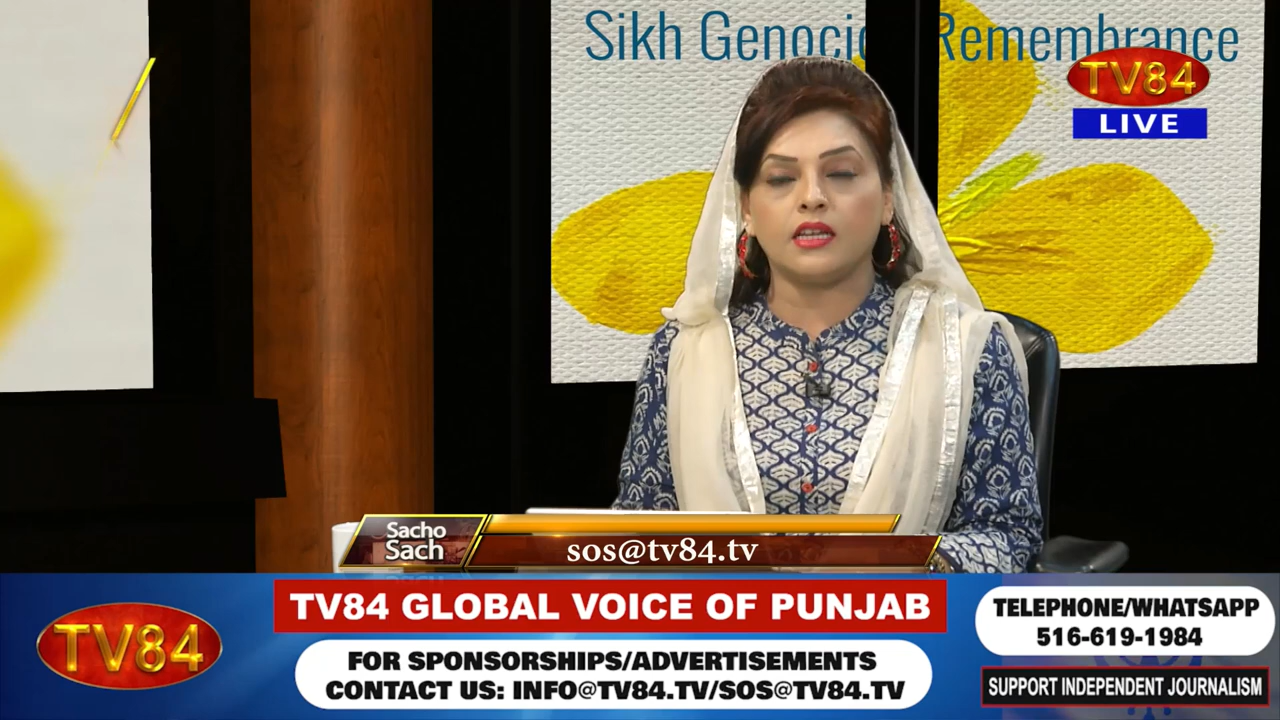 Sikh Genocid Remembrance
TV84
LIVE
Sacho
Sach
sos@tv84.tv
TV84
TV84 GLOBAL VOICE OF PUNJAB
FOR SPONSORSHIPS/ADVERTISEMENTS
CONTACT US: INFO@TV84.TV/SOS@TV84.TV
TELEPHONE/WHATSAPP
516-619-1984
SUPPORT INDEPENDENT JOURNALISM